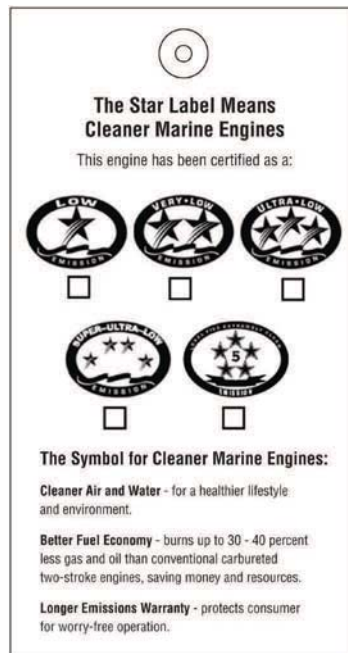 The Star Label Means
Cleaner Marine Engines
This engine has been certified as a:
LOW
EMISSION
VERY•LOW
EMISSION
ULTRA•LOW
EMISSION
SUPER-ULTRA-LOW
EMISSION
5
EMISSION
The Symbol for Cleaner Marine Engines:
Cleaner Air and Water - for a healthier lifestyle
and environment.
Better Fuel Economy - burns up to 30 - 40 percent
less gas and oil than conventional carbureted
two-stroke engines, saving money and resources.
Longer Emissions Warranty - protects consumer
for worry-free operation.